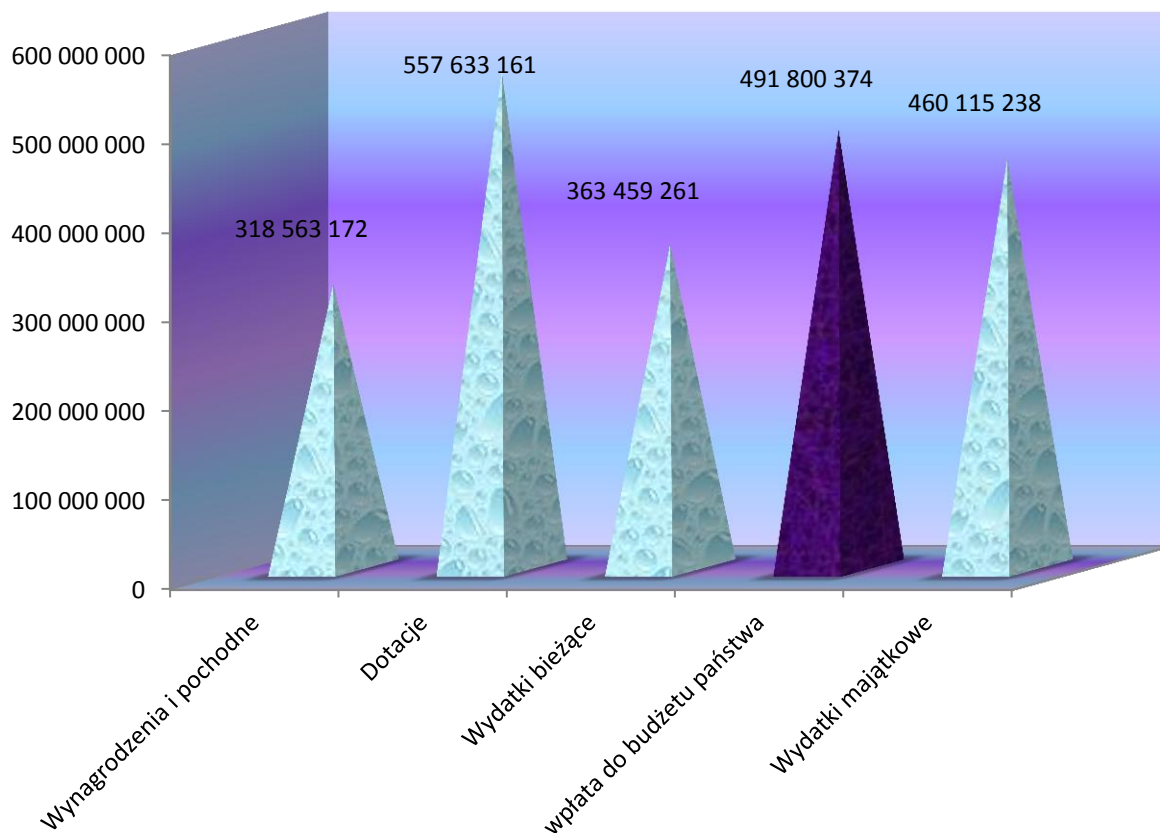 600 000 000
500 000 000
400 000 000
300 000 000
200 000 000
100 000 000
0
318 563 172
557 633 161
363 459 261
491 800 374
460 115 238
Wynagrodzenia i pochodne
Dotacje
Wydatki bieżące
wpłata do budżetu państwa
Wydatki majątkowe